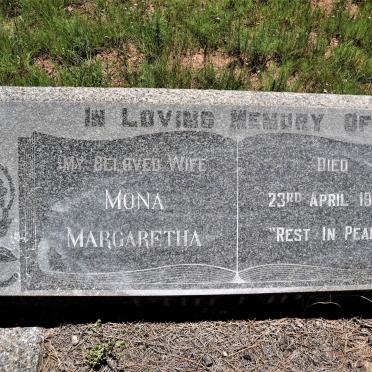 IN LOVING MEMORY OF
MY BELOVED WIFE
MONA
MARGARETHA
DIED
23RD APRIL
"REST IN